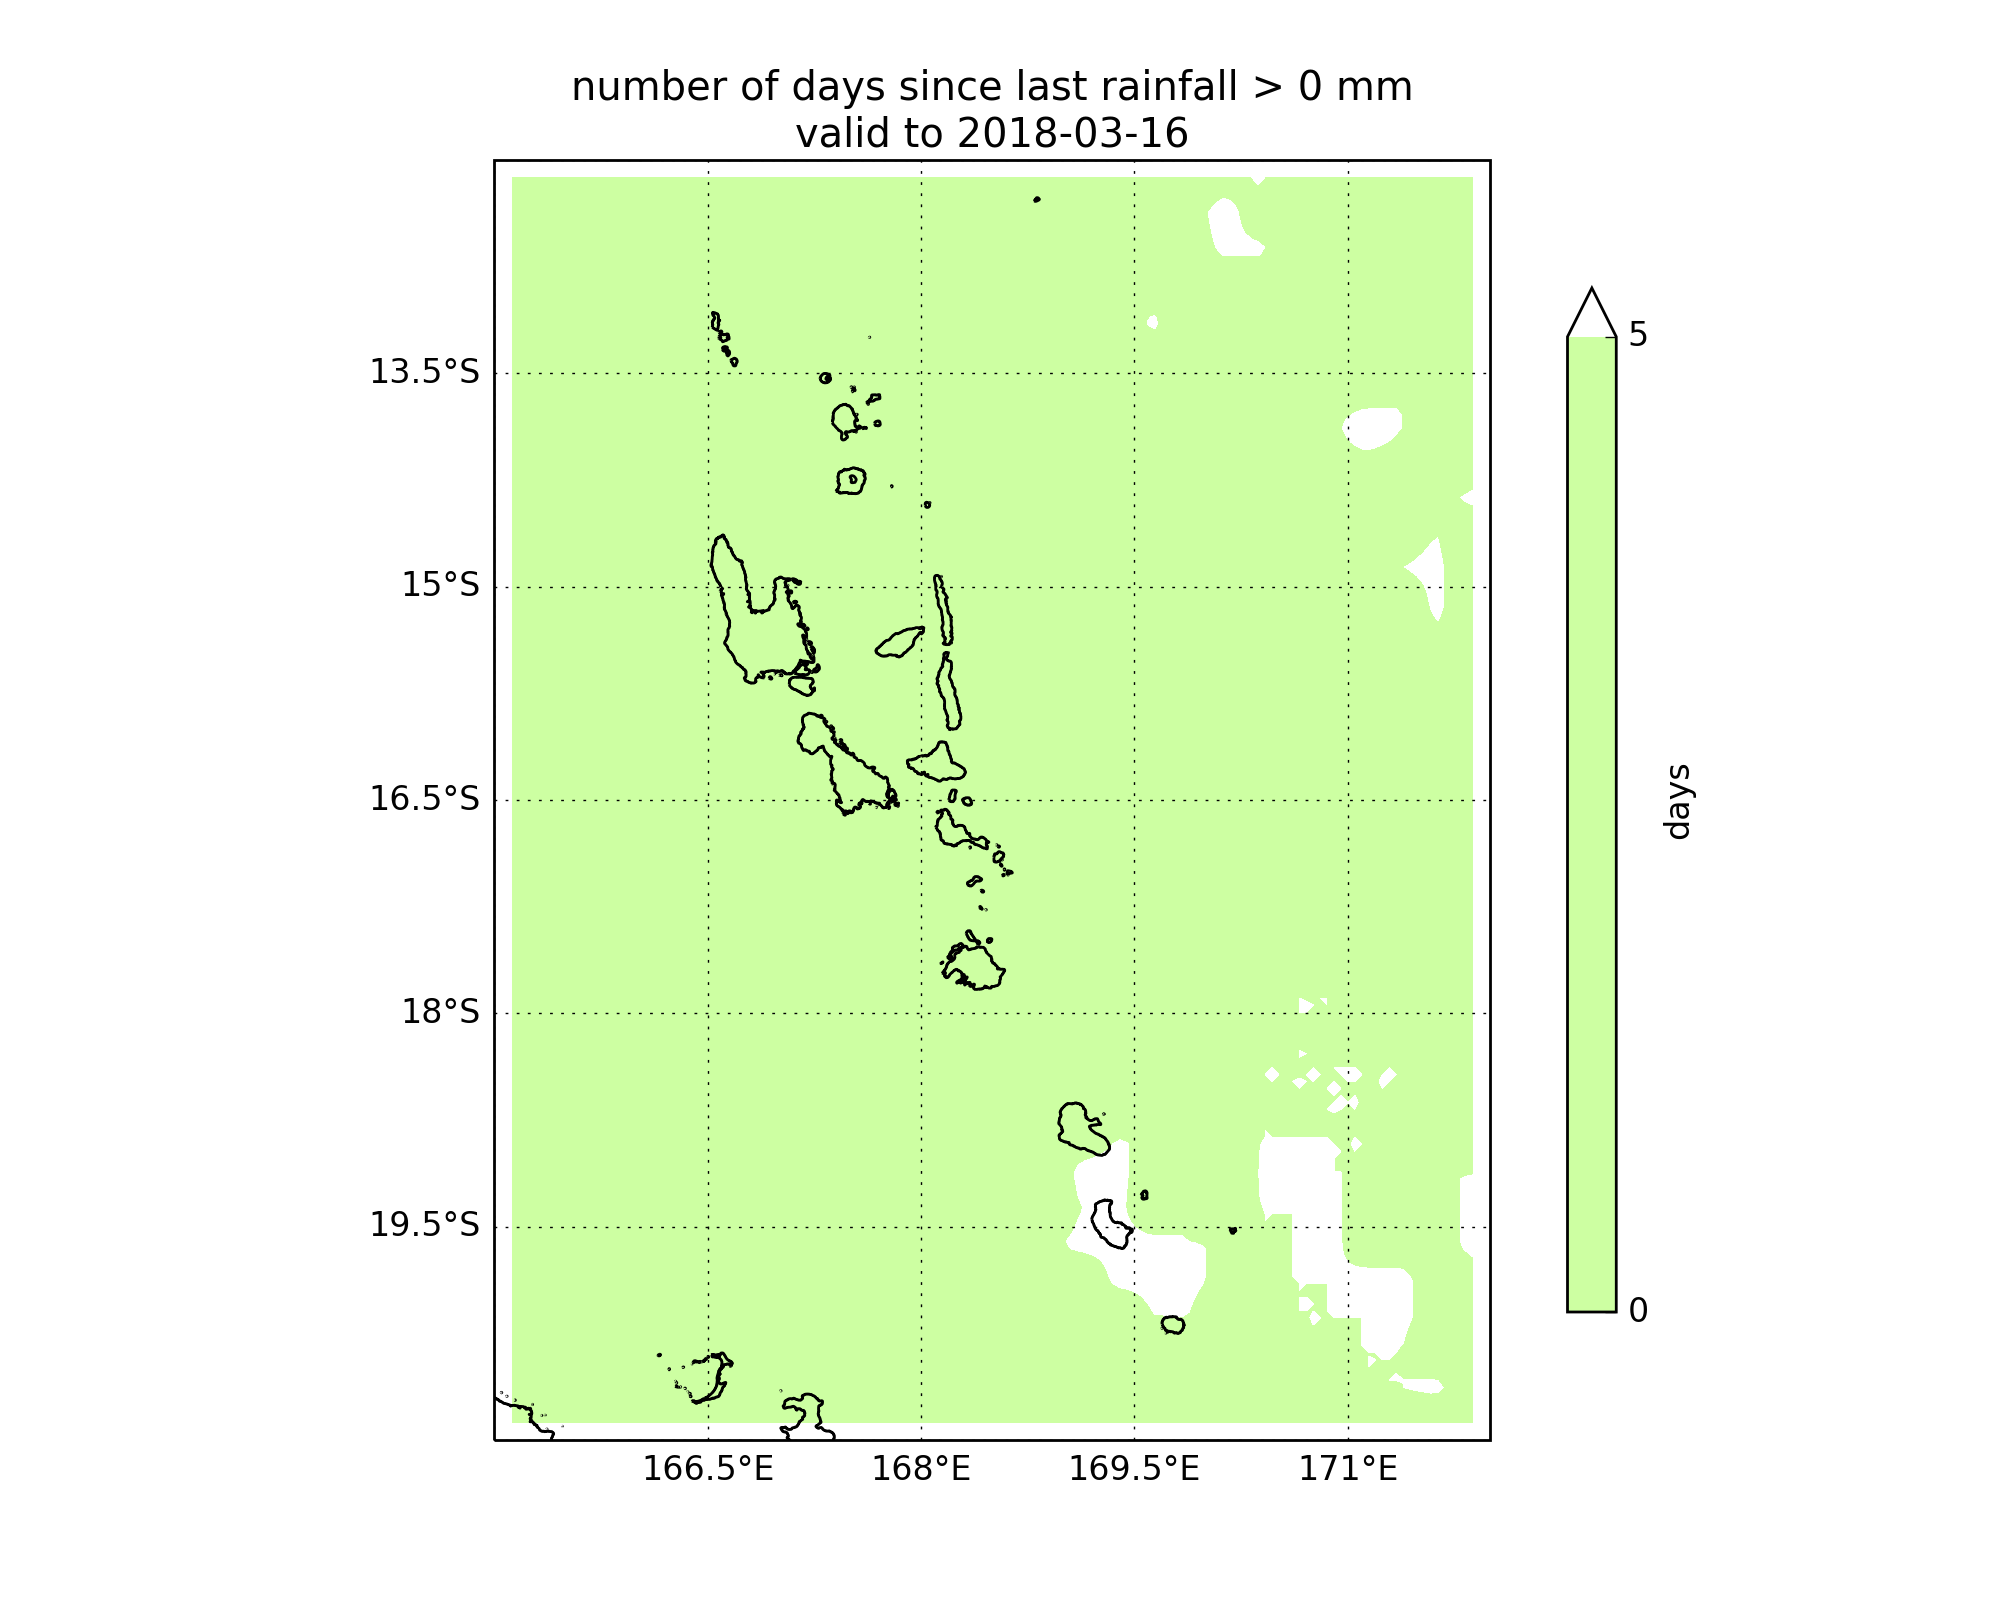 number of days since last rainfall > 0 mm
valid to 2018-03-16
13.5°S
15°S
16.5°S
18°S
19.5°S
166.5°E
168°E
169.5°E
171°E
5
days
0